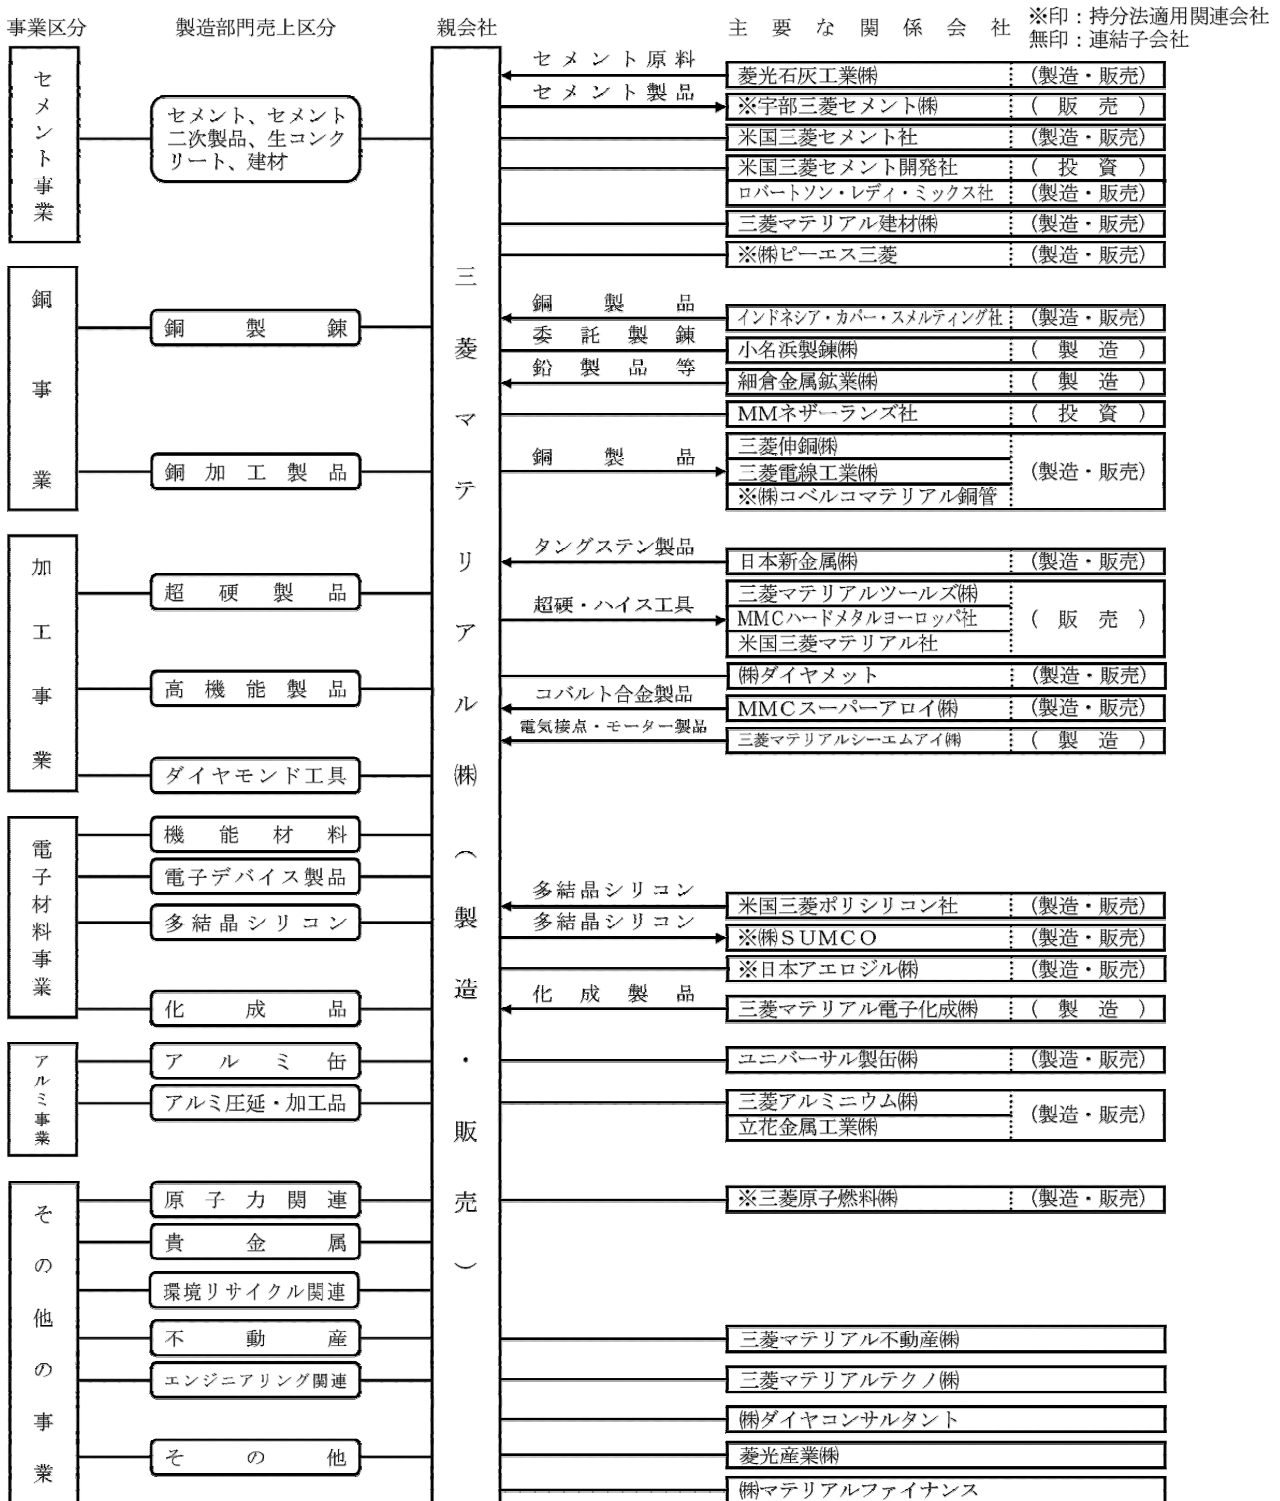 事業区分 製造部門売上区分 親会社 主要な関係会社 ※印：持分法適用関連会社
無印：連結子会社
セメント事業
セメント、セメント
二次製品、生コンク
リート、建材
三菱マテリアル㈱（製造・販売）
セメント原料
菱光石灰工業㈱ (製造・販売)
セメント製品
※宇部三菱セメント㈱ (販売)
米国三菱セメント社 (製造・販売)
米国三菱セメント開発社 (投資)
ロバートソン・レディ・ミックス社 (製造・販売)
三菱マテリアル建材㈱ (製造・販売)
※㈱ピーエス三菱 (製造・販売)
銅事業
銅製錬
銅加工製品
銅製品
インドネシア・カパー・スメルティング社 (製造・販売)
委託製錬
小名浜製錬㈱ (製造)
鉛製品等
細倉金属鉱業㈱ (製造)
MMネザーランズ社 (投資)
銅製品
三菱伸銅㈱
三菱電線工業㈱ (製造・販売)
※㈱コベルコマテリアル銅管
加工事業
超硬製品
高機能製品
ダイヤモンド工具
タングステン製品
日本新金属㈱ (製造・販売)
超硬・ハイス工具
三菱マテリアルツールズ㈱
MMCハードメタルヨーロッパ社 (販売)
米国三菱マテリアル社
㈱ダイヤメット (製造・販売)
コバルト合金製品
MMCスーパーアロイ㈱ (製造・販売)
電気接点・モーター製品
三菱マテリアルシーエムアイ㈱ (製造)
電子材料事業
機能材料
電子デバイス製品
多結晶シリコン
化成品
多結晶シリコン
米国三菱ポリシリコン社 (製造・販売)
多結晶シリコン
※㈱SUMCO (製造・販売)
※日本アエロジル㈱ (製造・販売)
化成製品
三菱マテリアル電子化成㈱ (製造)
アルミ事業
アルミ缶
アルミ圧延・加工品
ユニバーサル製缶㈱ (製造・販売)
三菱アルミニウム㈱ (製造・販売)
立花金属工業㈱
その他の事業
原子力関連
貴金属
環境リサイクル関連
不動産
エンジニアリング関連
その他
※三菱原子燃料㈱ (製造・販売)
三菱マテリアル不動産㈱
三菱マテリアルテクノ㈱
㈱ダイヤコンサルタント
菱光産業㈱
㈱マテリアルファイナンス